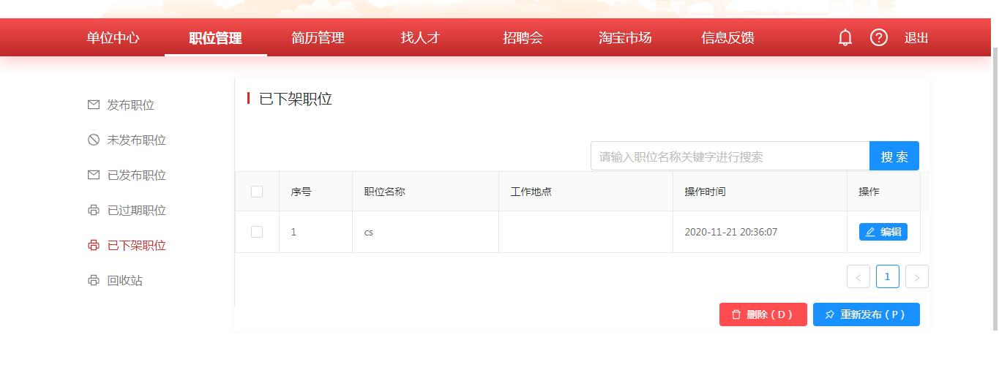 单位中心 职位管理 简历管理 找人才 招聘会 淘宝市场 信息反馈 退出
发布职位
未发布职位
已发布职位
已过期职位
已下架职位
回收站
已下架职位
请输入职位名称关键字进行搜索 搜 索
序号 职位名称 工作地点 操作时间 操作
1 cs 2020-11-21 20:36:07 编辑
< 1 >
删除 ( D ) 重新发布 ( P )